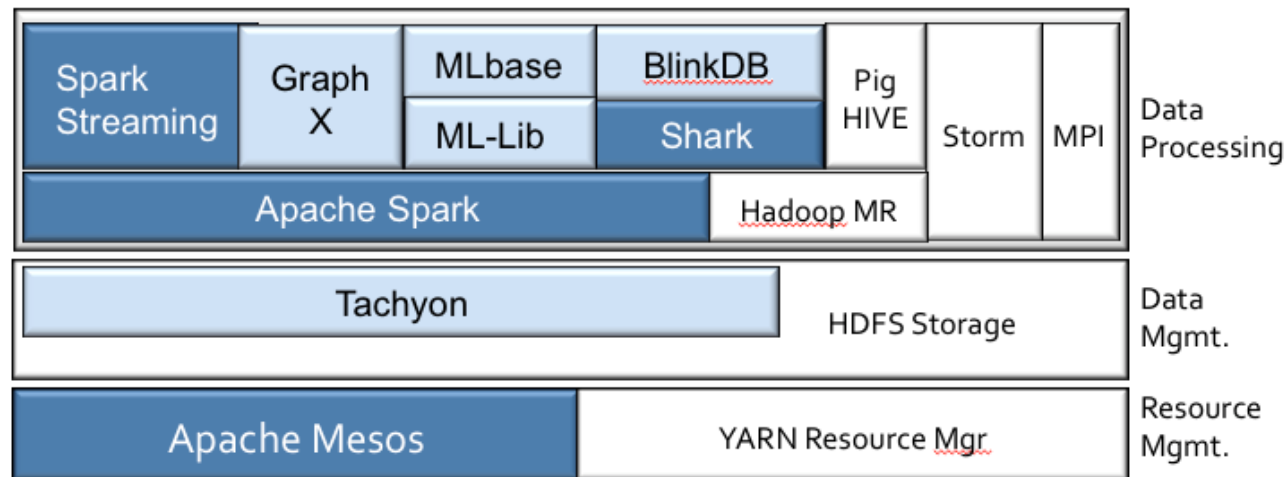 Spark
Streaming
Graph
X
MLbase
ML-Lib
BlinkDB
Shark
Pig
HIVE
Storm
MPI
Data
Processing
Apache Spark
Hadoop MR
Tachyon
HDFS Storage
Data
Mgmt.
Apache Mesos
YARN Resource Mgr
Resource
Mgmt.